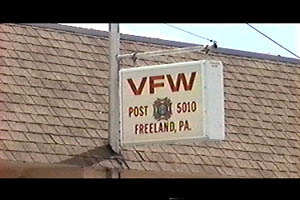 VFW
POST 5010
FREELAND, PA.